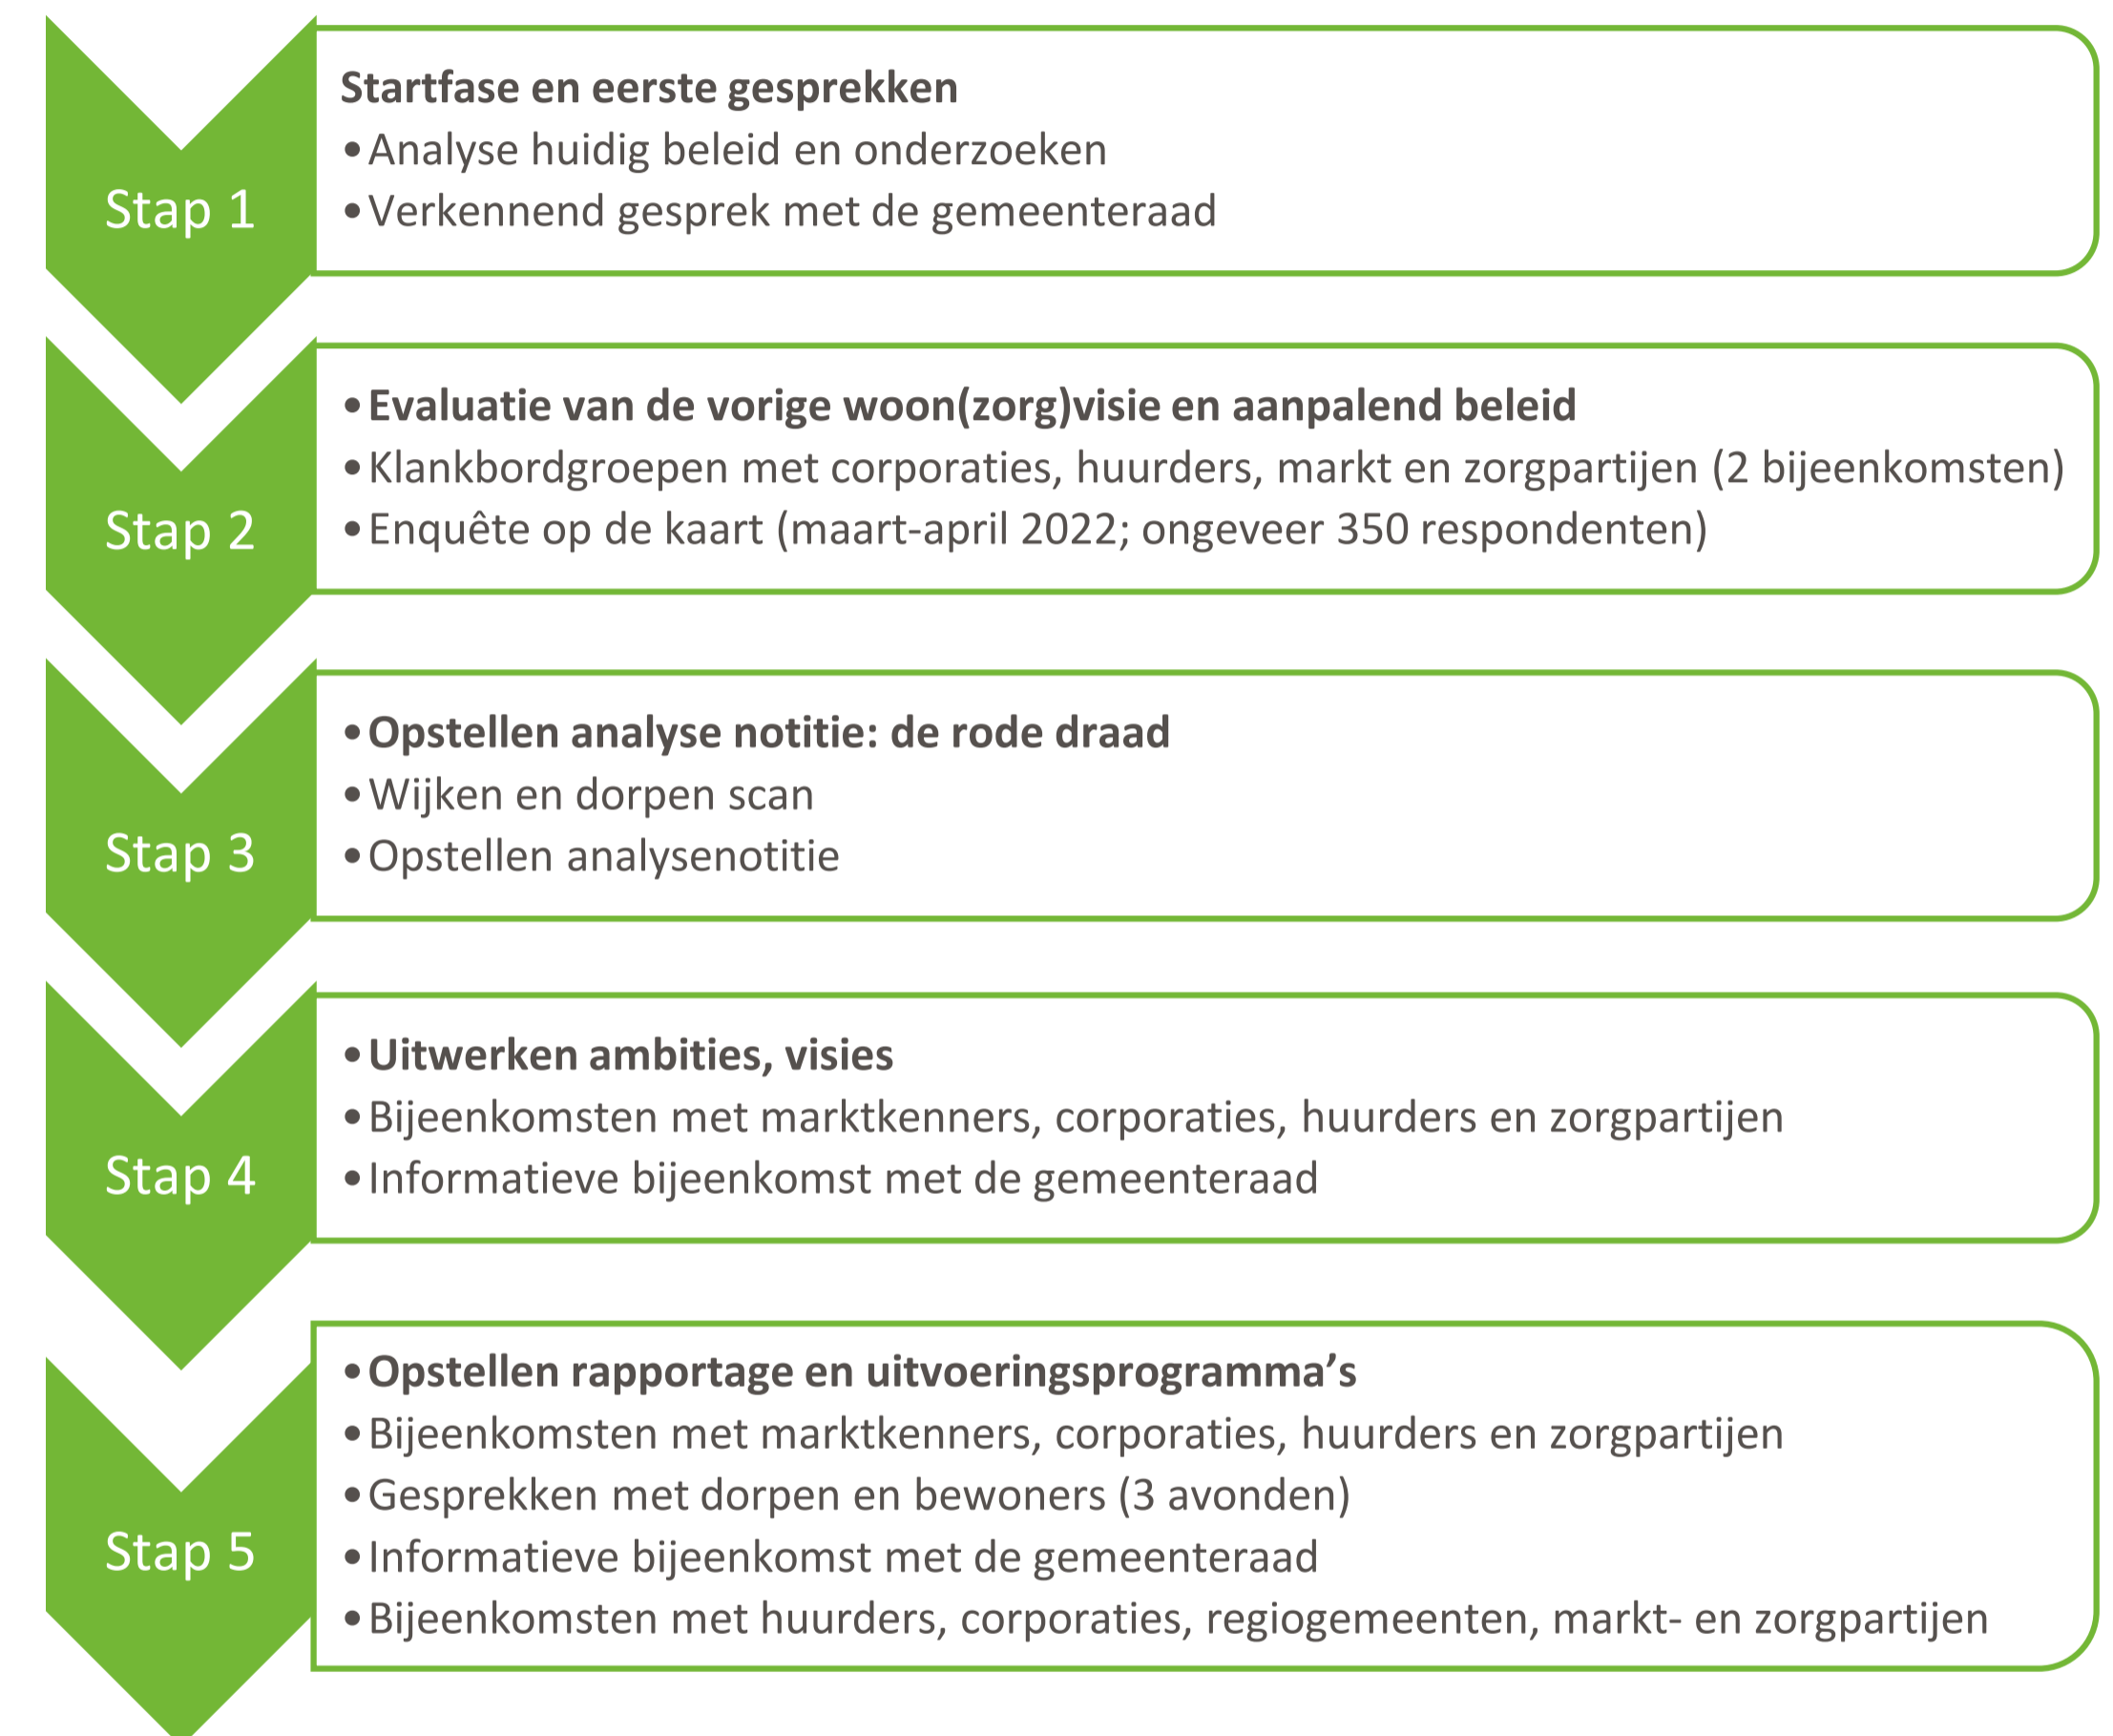 Stap 1
Startfase en eerste gesprekken
•Analyse huidig beleid en onderzoeken
•Verkennend gesprek met de gemeenteraad
Stap 2
•Evaluatie van de vorige woon(zorg)visie en aanpalend beleid
•Klankbordgroepen met corporaties, huurders, markt en zorgpartijen (2 bijeenkomsten)
•Enquête op de kaart (maart-april 2022; ongeveer 350 respondenten)
Stap 3
•Opstellen analyse notitie: de rode draad
•Wijken en dorpen scan
•Opstellen analysenotitie
Stap 4
•Uitwerken ambities, visies
•Bijeenkomsten met marktkenners, corporaties, huurders en zorgpartijen
•Informatieve bijeenkomst met de gemeenteraad
Stap 5
•Opstellen rapportage en uitvoeringsprogramma’s
•Bijeenkomsten met marktkenners, corporaties, huurders en zorgpartijen
•Gesprekken met dorpen en bewoners (3 avonden)
•Informatieve bijeenkomst met de gemeenteraad
•Bijeenkomsten met huurders, corporaties, regiogemeenten, markt- en zorgpartijen